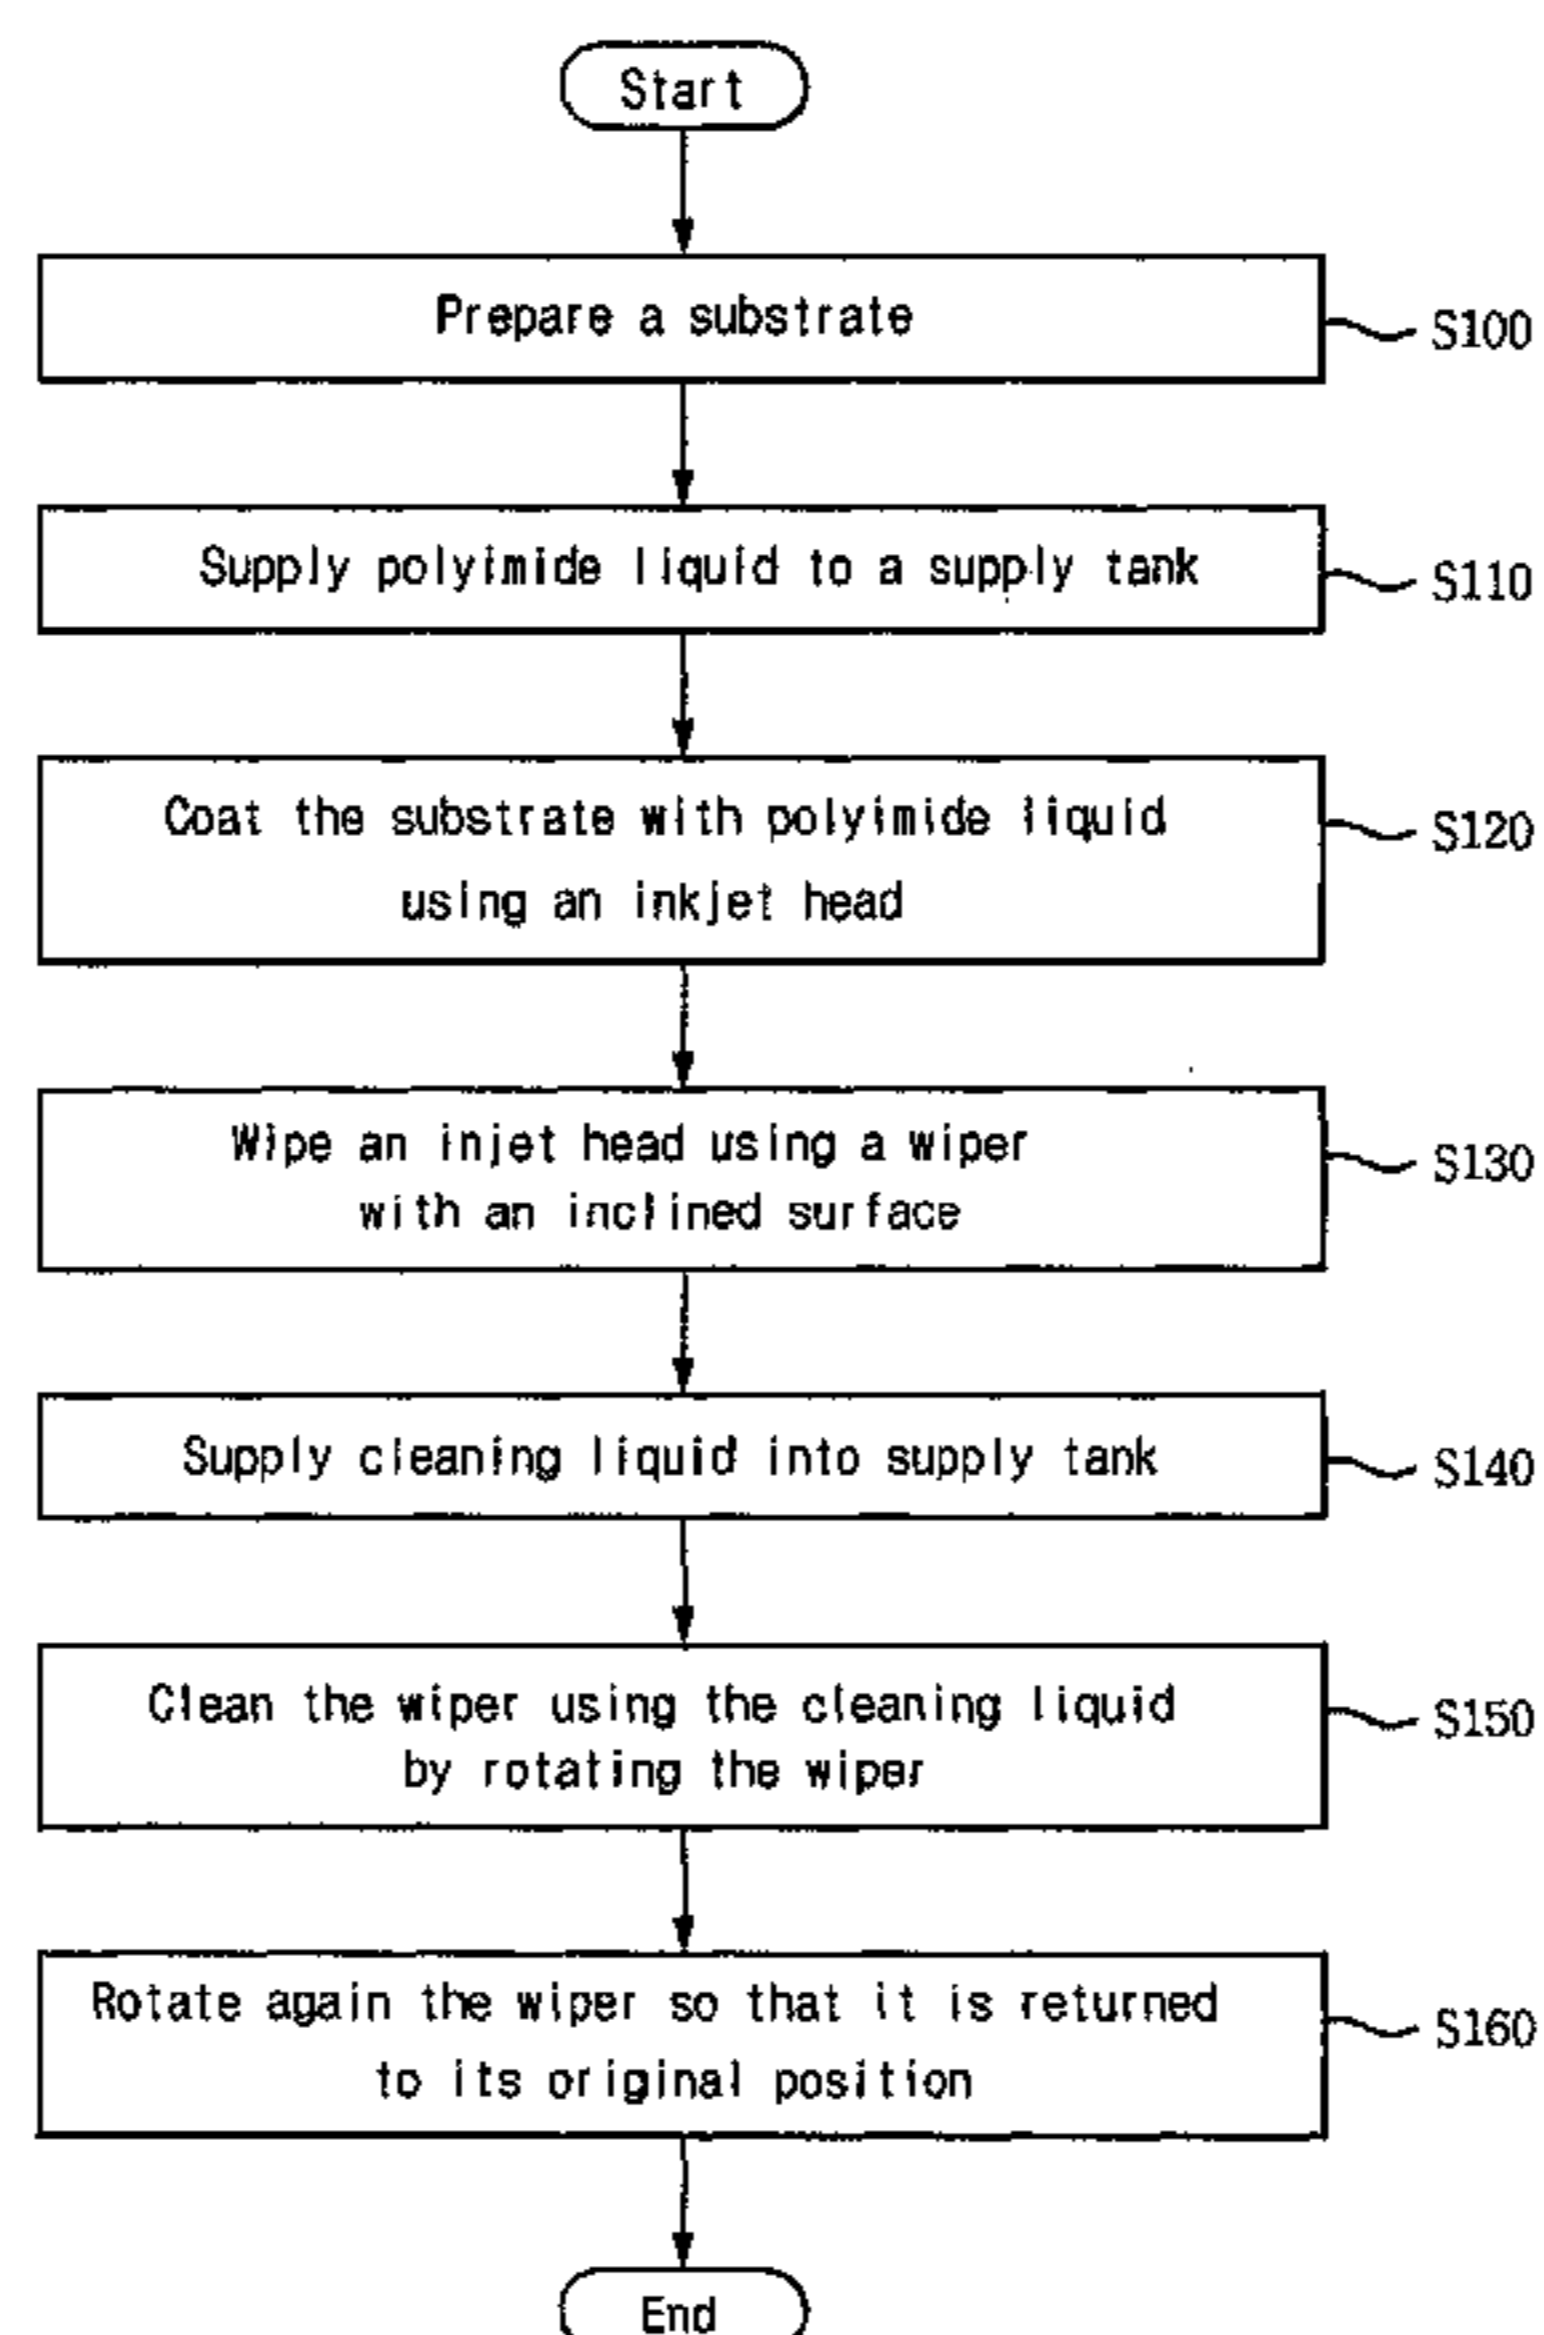 Start
Prepare a substrate
S100
Supply polyimide liquid to a supply tank
S110
Coat the substrate with polyimide liquid
using an inkjet head
S120
Wipe an injet head using a wiper
with an inclined surface
S130
Supply cleaning liquid into supply tank
S140
Clean the wiper using the cleaning liquid
by rotating the wiper
S150
Rotate again the wiper so that it is returned
to its original position
S160
End